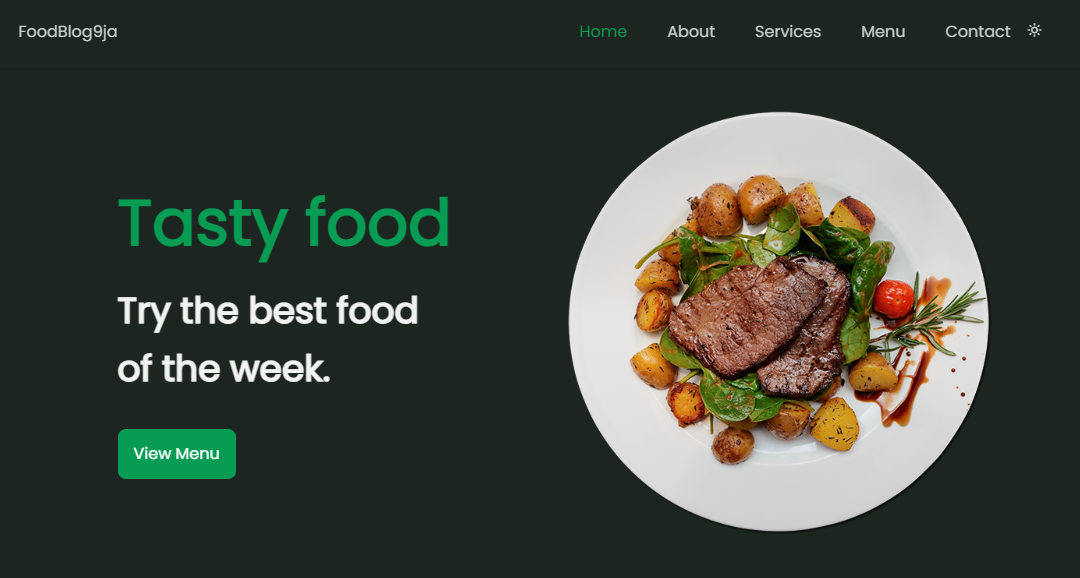 FoodBlog9ja
Home
About
Services
Menu
Contact
Tasty food
Try the best food
of the week.
View Menu